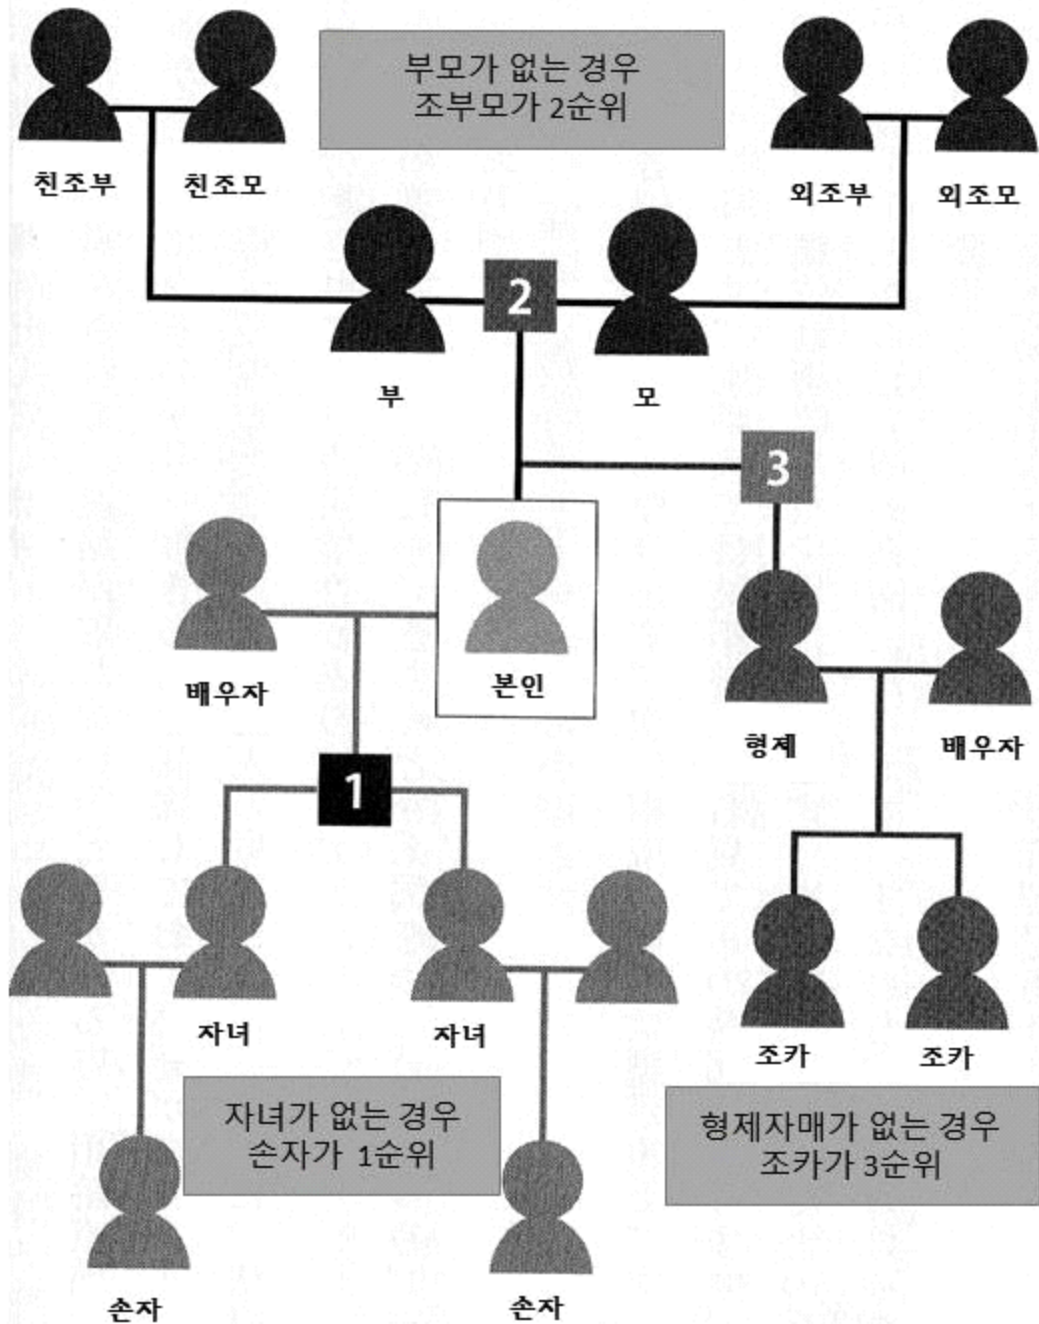 부모가 없는 경우
조부모가 2순위
친조부
친조모
외조부
외조모
2
부
모
3
배우자
본인
형제
배우자
1
자녀
자녀
조카
조카
자녀가 없는 경우
손자가 1순위
형제자매가 없는 경우
조카가 3순위
손자
손자